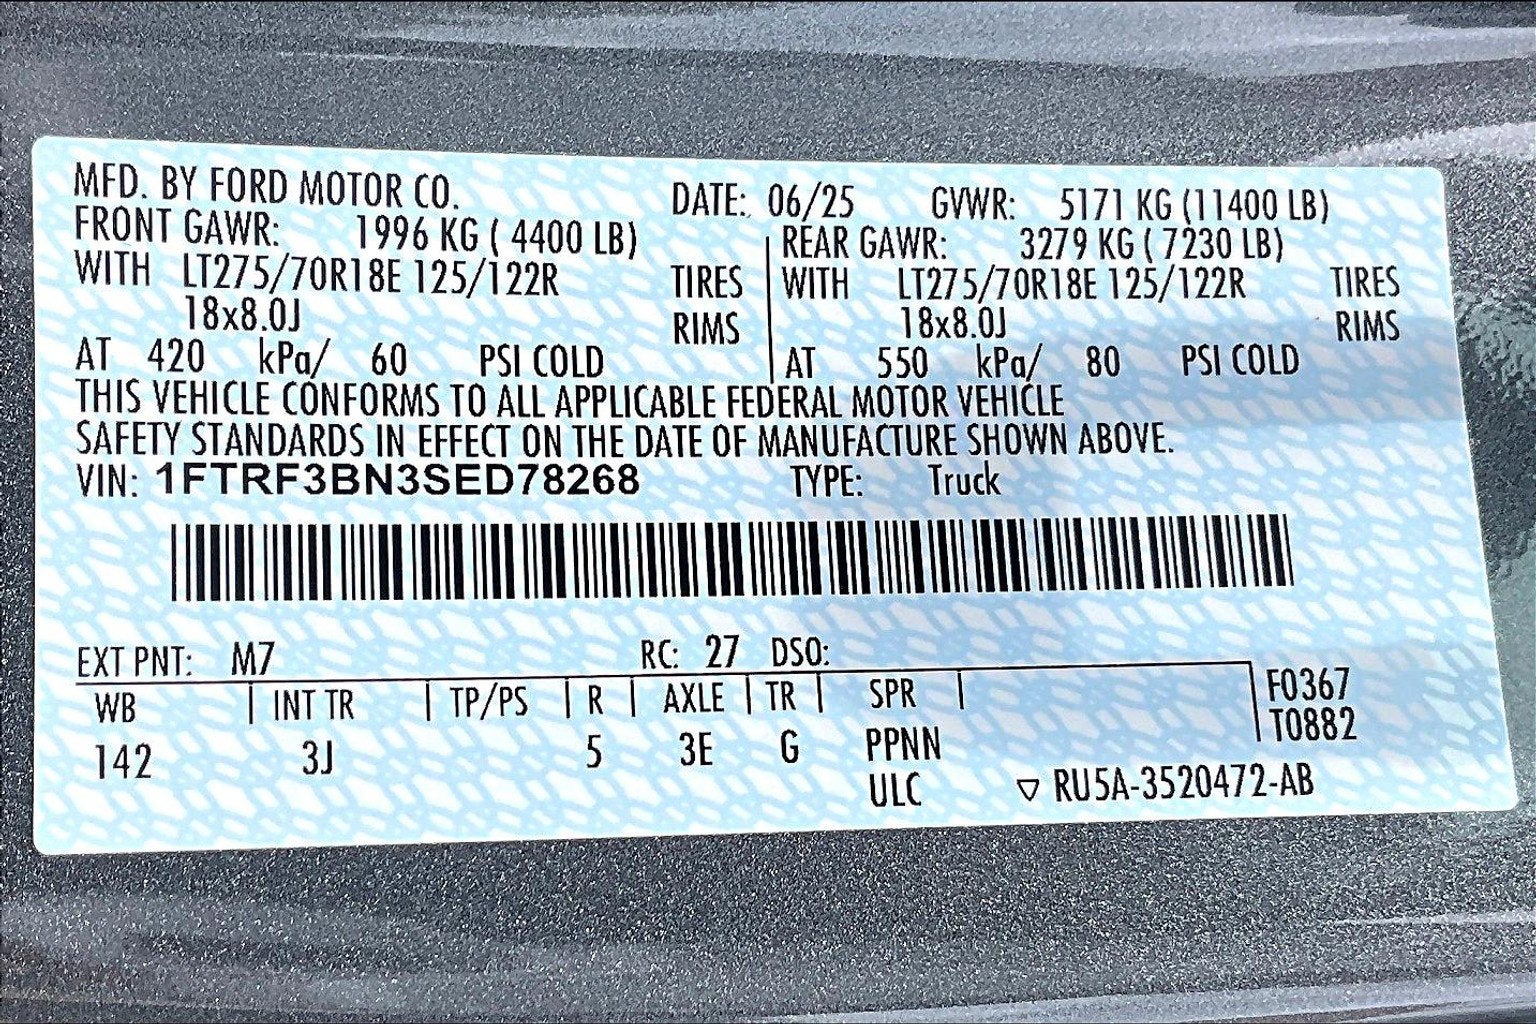 MFD. BY FORD MOTOR CO. DATE: 06/25 GVWR: 5171 KG (11400 LB)
FRONT GAWR: 1996 KG ( 4400 LB) REAR GAWR: 3279 KG ( 7230 LB)
WITH LT275/70R18E 125/122R TIRES WITH LT275/70R18E 125/122R TIRES
18x8.0J RIMS 18x8.0J RIMS
AT 420 kPa/ 60 PSI COLD AT 550 kPa/ 80 PSI COLD
THIS VEHICLE CONFORMS TO ALL APPLICABLE FEDERAL MOTOR VEHICLE
SAFETY STANDARDS IN EFFECT ON THE DATE OF MANUFACTURE SHOWN ABOVE.
VIN: 1FTRF3BN3SED78268 TYPE: Truck
EXT PNT: M7 RC: 27 DSO:
WB INT TR TP/PS R AXLE TR SPR F0367
T0882
142 3J 5 3E G PPNN
ULC ▽ RU5A-3520472-AB